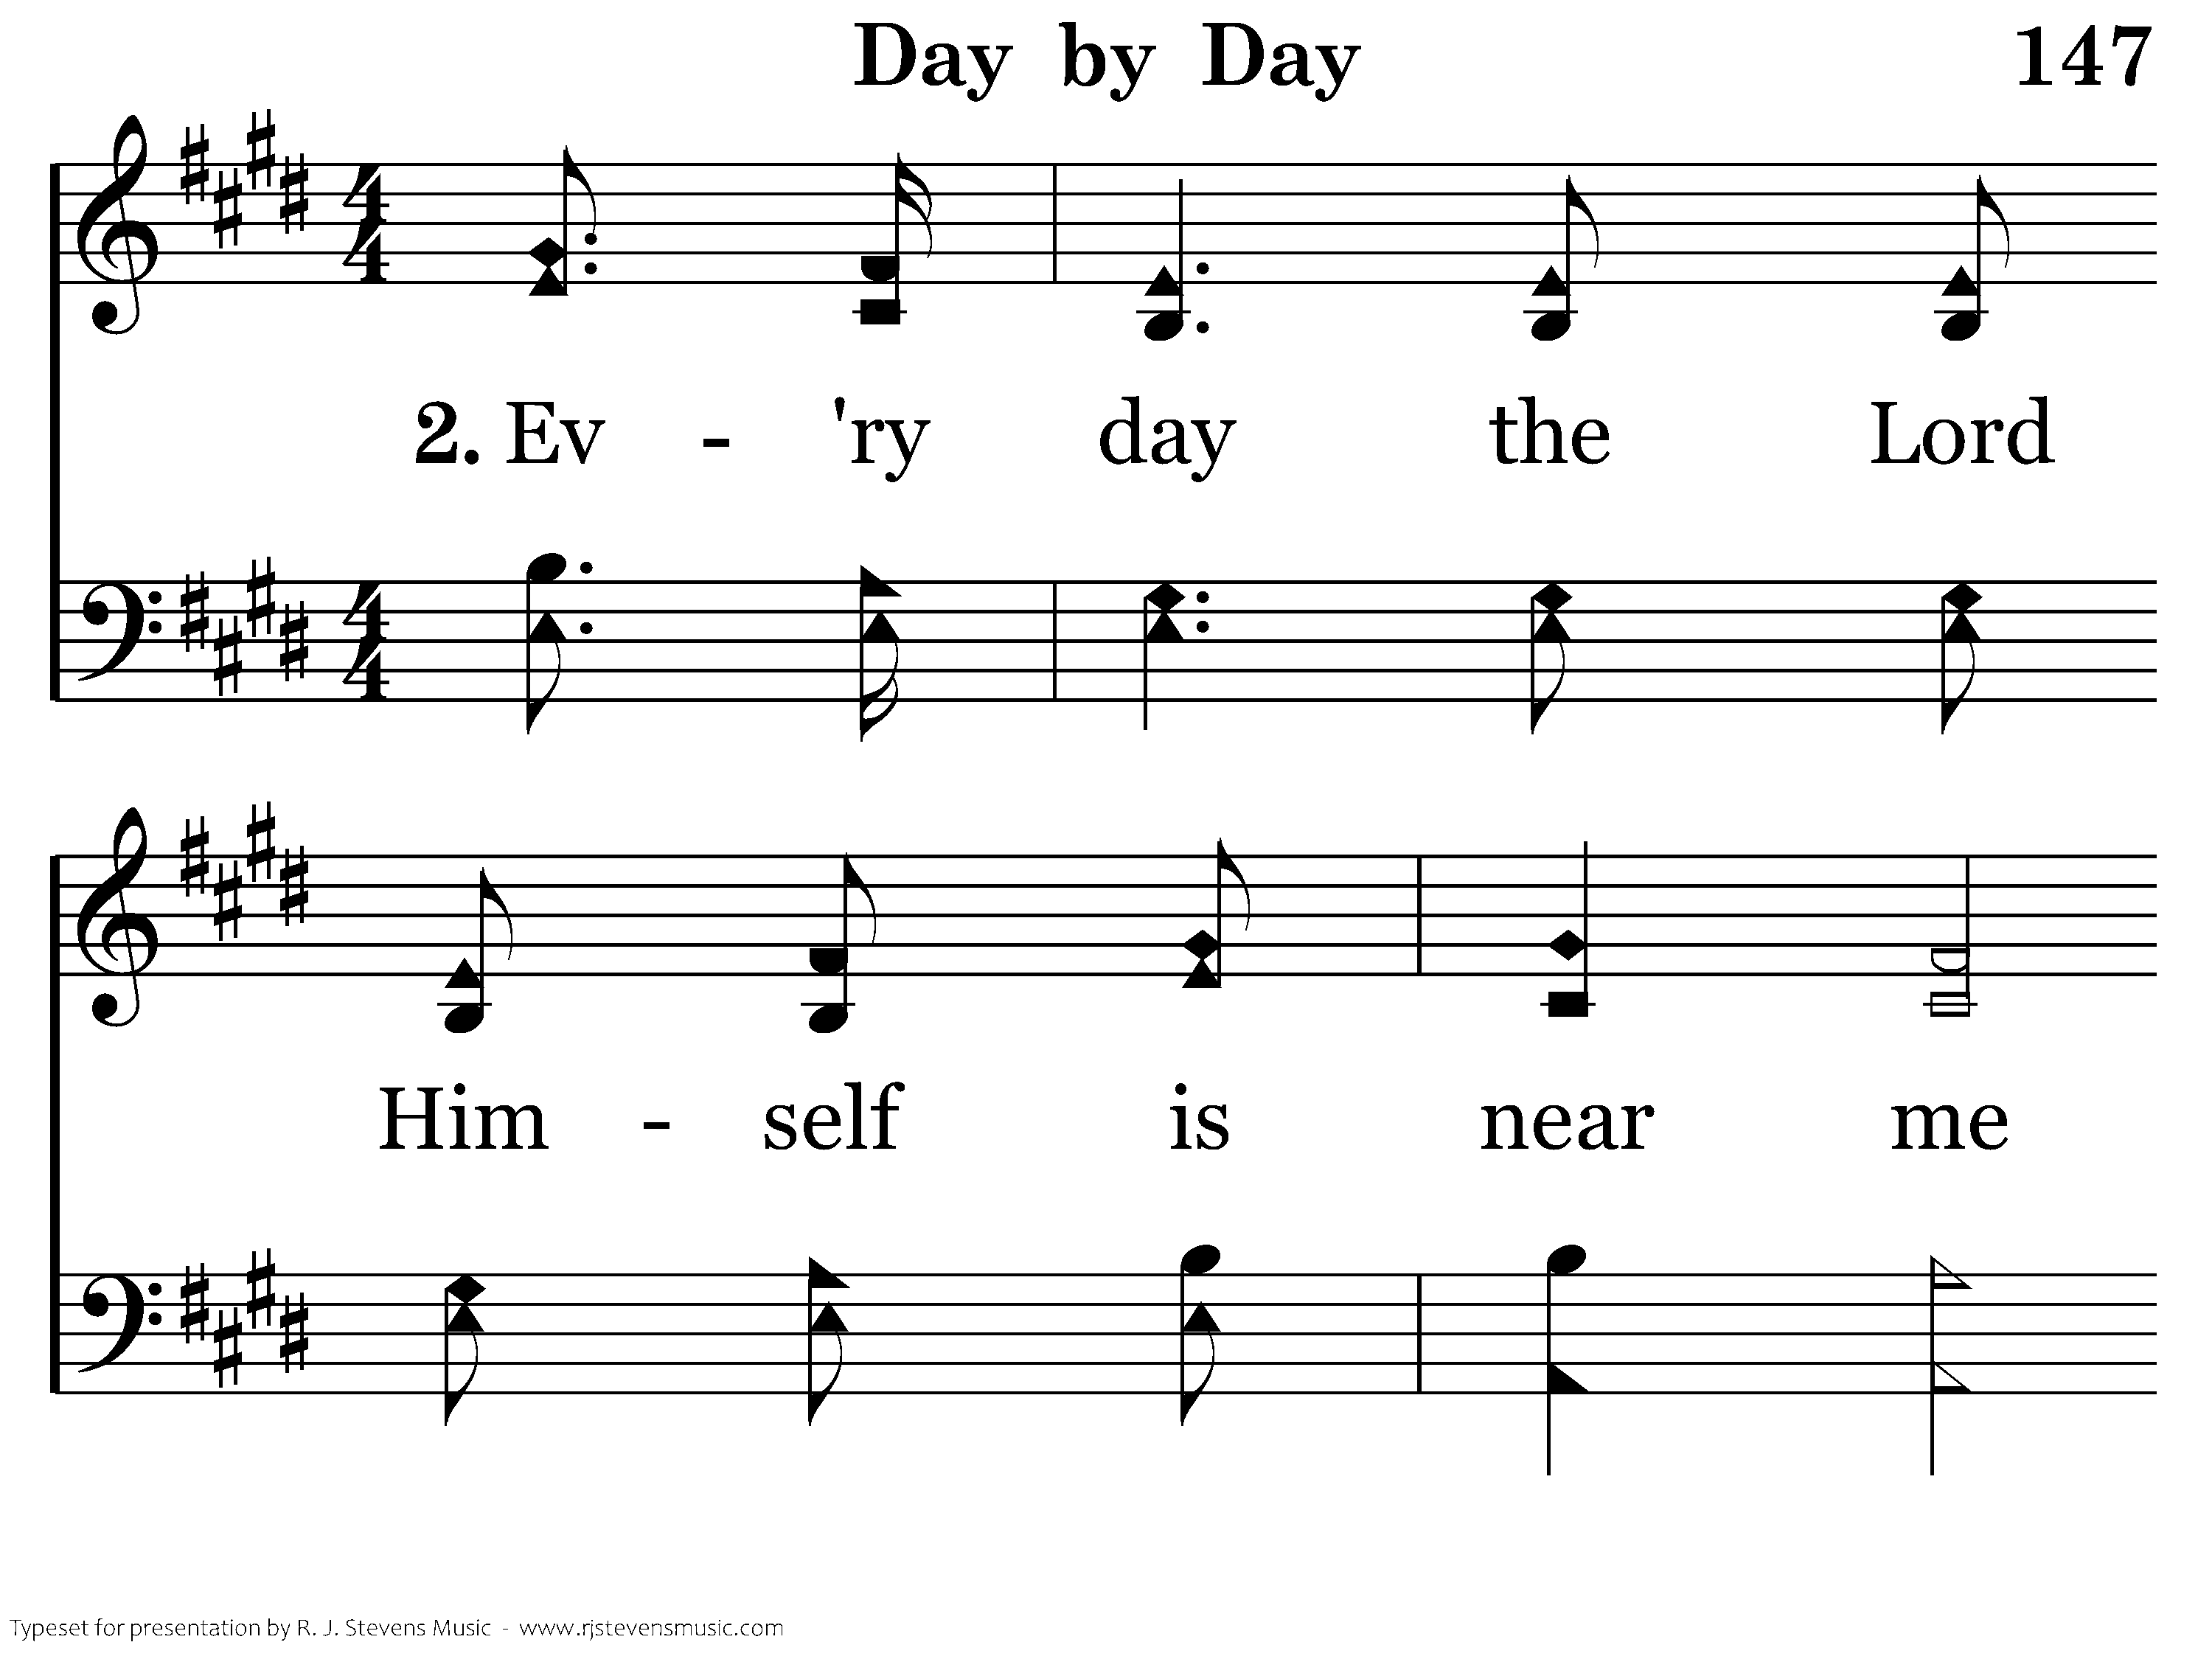 Day by Day 147
2. Ev - 'ry day the Lord
Him - self is near me
Typeset for presentation by R. J. Stevens Music - www.rjstevensmusic.com